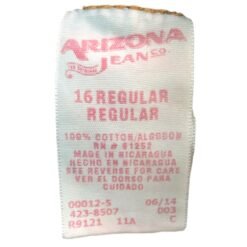 ARIZONA
JEAN CO.
16 REGULAR
REGULAR
100% COTTON/ALGODON
RN # 61252
MADE IN NICARAGUA
HECHO EN NICARAGUA
SEE REVERSE FOR CARE
VER EL DORSO PARA
CUIDADO
00012-5 06/14
423-8507 003
R9121 11A C